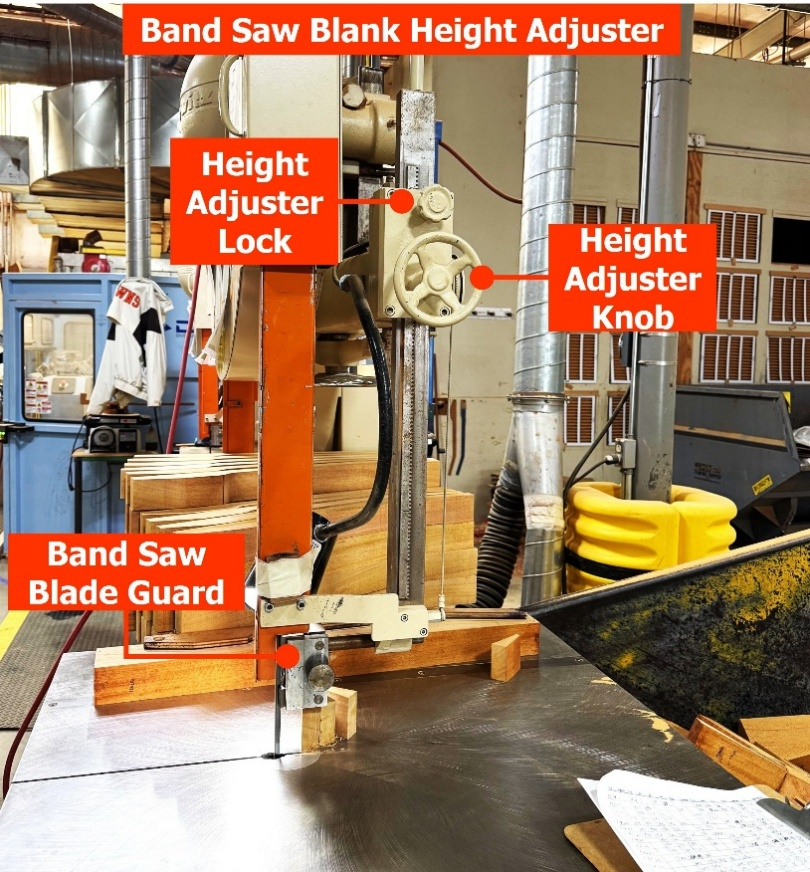 Band Saw Blank Height Adjuster
Height
Adjuster
Lock
Height
Adjuster
Knob
Band Saw
Blade Guard